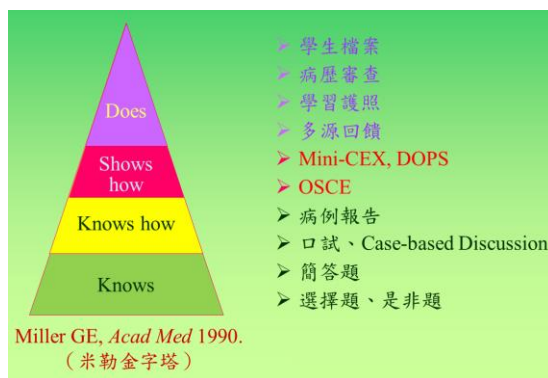 Does
Shows
how
Knows how
Knows
Miller GE, Acad Med 1990.
(米勒金字塔)
➢ 學生檔案
➢ 病歷審查
➢ 學習護照
➢ 多源回饋
➢ Mini-CEX, DOPS
➢ OSCE
➢ 病例報告
➢ 口試、Case-based Discussion
➢ 簡答題
➢ 選擇題、是非題